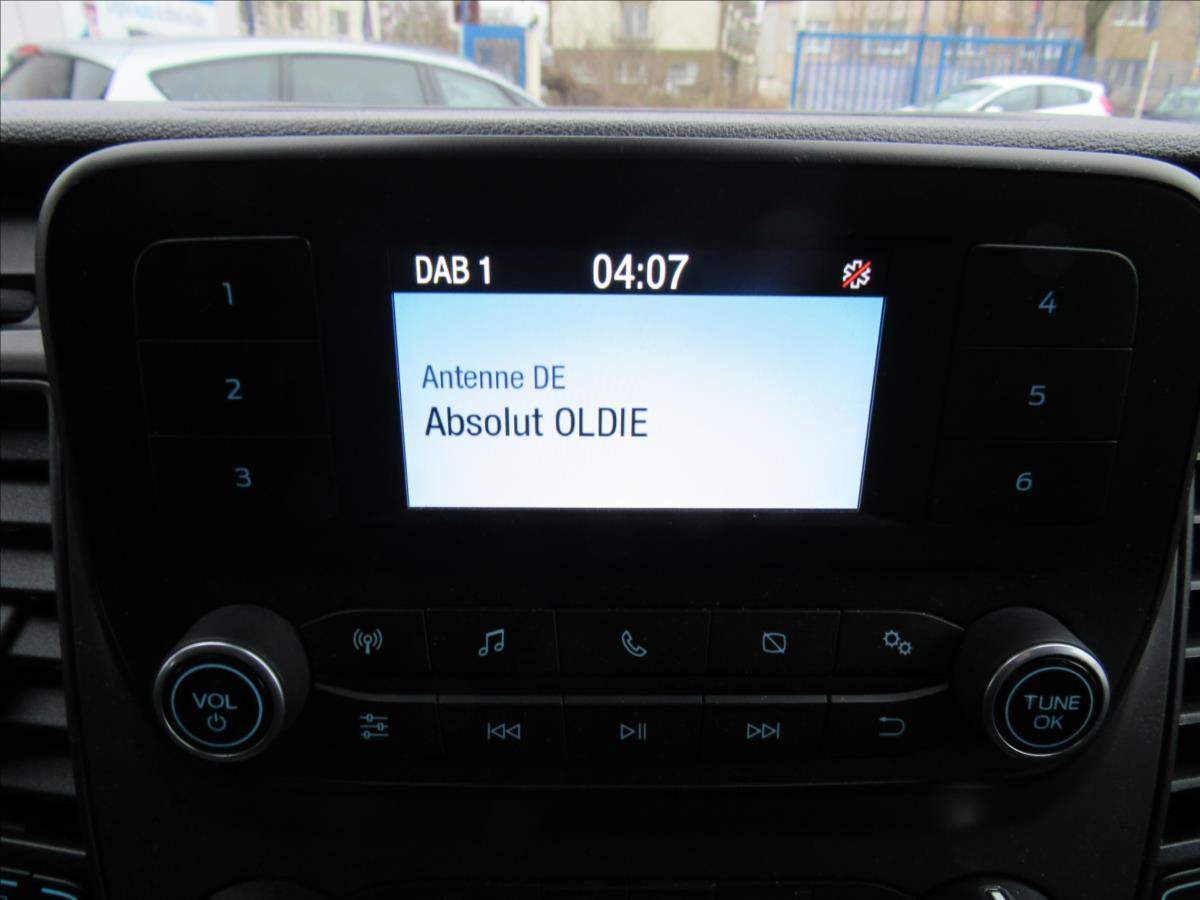 DAB 1 04:07
Antenne DE
Absolut OLDIE
1
2
3
4
5
6
VOL
TUNE
OK